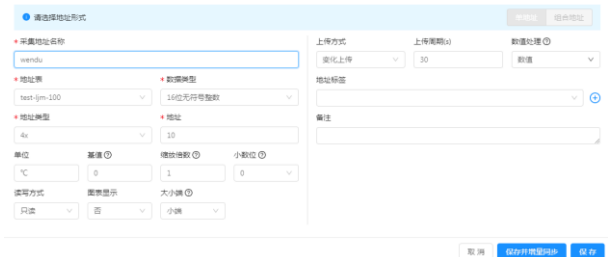 请选择地址形式
单地址 组合地址
* 采集地址名称
wendu
* 地址表 * 数据类型
test-ljm-100 16位无符号整数
* 地址类型 * 地址
4x 10
单位 基值 缩放倍数 小数位
℃ 0 1 0
读写方式 图表显示 大小端
只读 否 小端
上传方式 上传周期(s) 数值处理
变化上传 30 数值
地址标签
备注
取 消 保存并增量同步 保 存